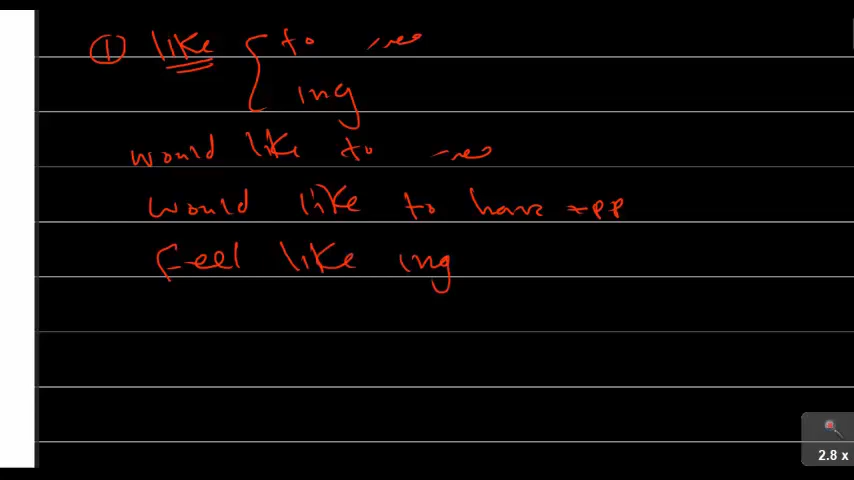 ① like { to مصدر
ing
would like to مصدر
would like to have + pp
Feel like ing
2.8 x